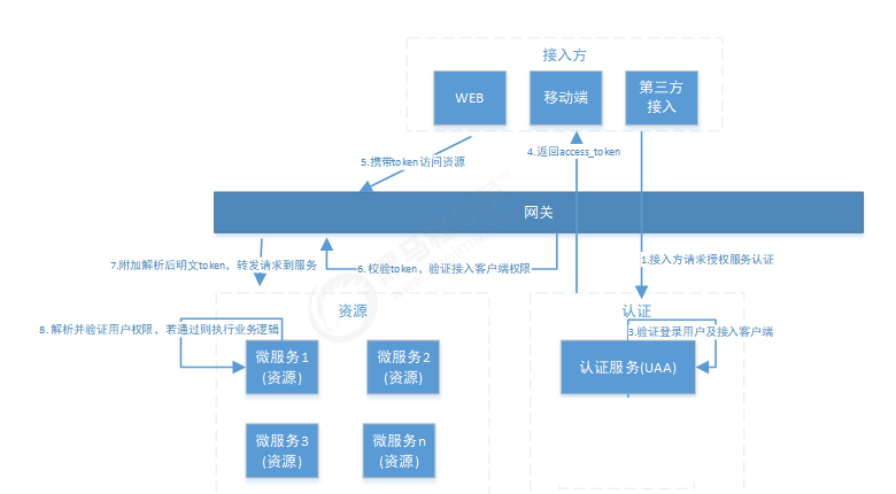 接入方
WEB
移动端
第三方
接入
4.返回access_token
5.携带token访问资源
网关
1.接入方请求授权服务认证
7.附加解析后明文token，转发请求到服务
6.校验token，验证接入客户端权限
资源
认证
8.解析并验证用户权限，若通过则执行业务逻辑
3.验证登录用户及接入客户端
微服务1
(资源)
微服务2
(资源)
认证服务(UAA)
微服务3
(资源)
微服务n
(资源)